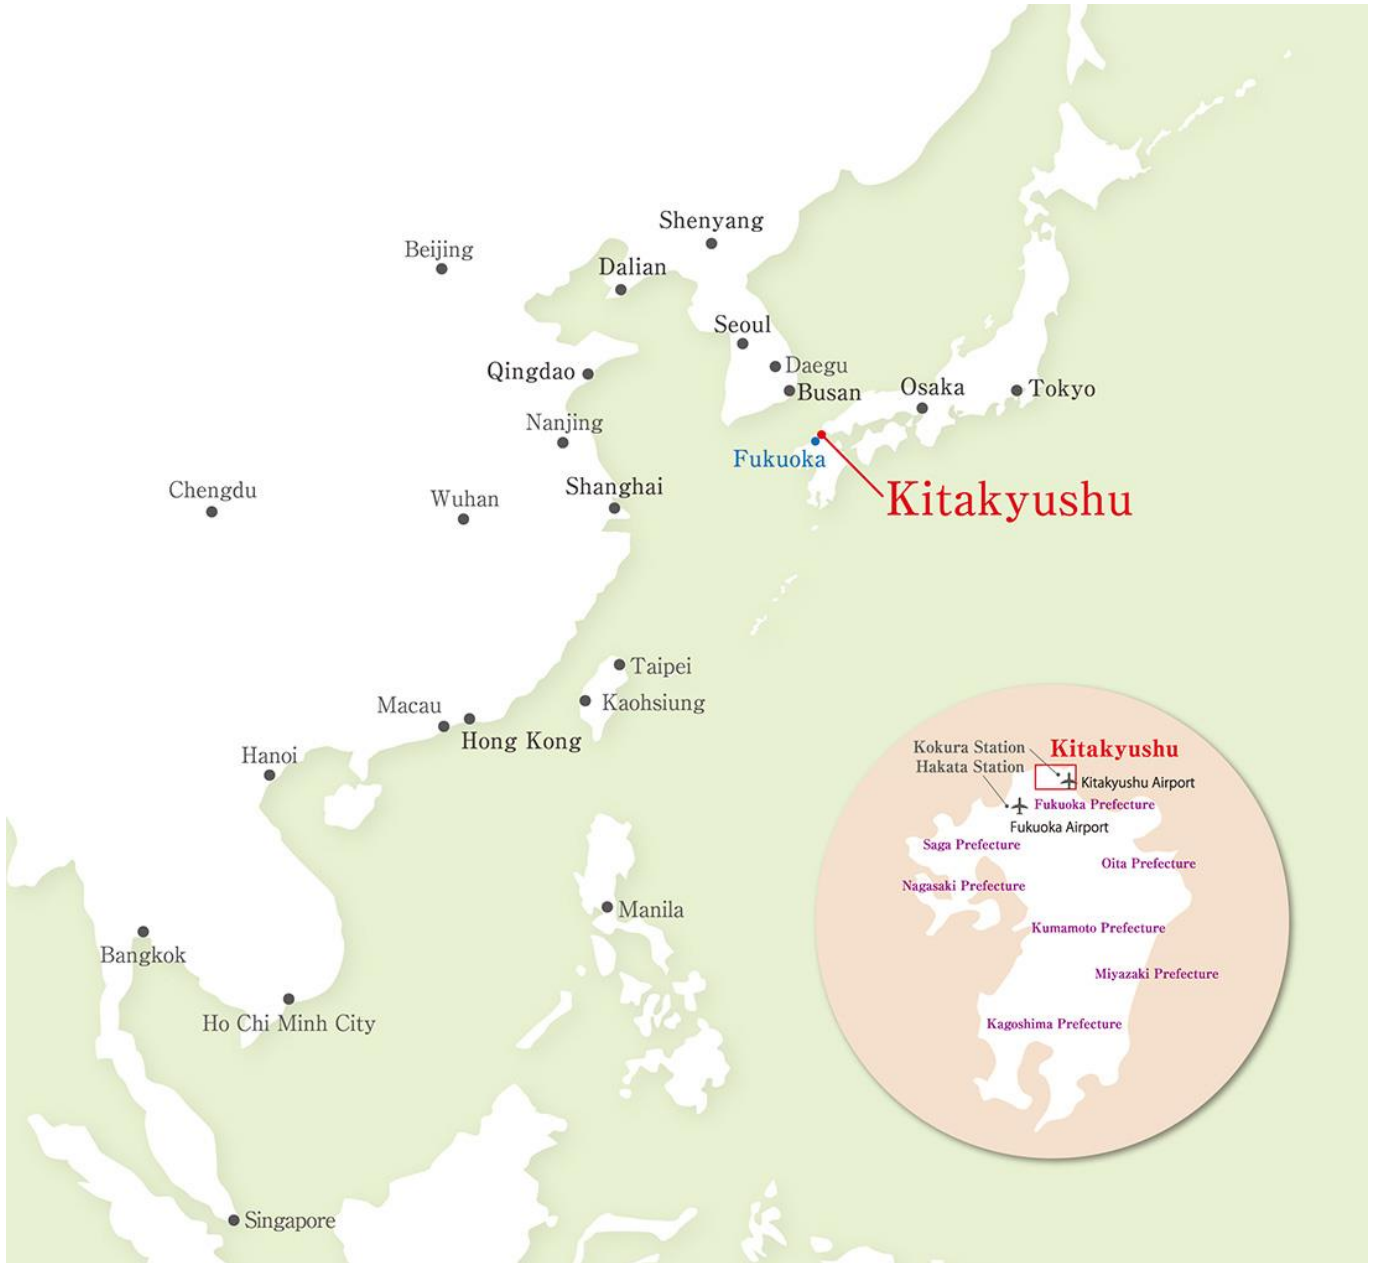 Shenyang
Beijing
Dalian
Seoul
Daegu
Qingdao
Busan
Osaka
Tokyo
Nanjing
Fukuoka
Shanghai
Chengdu
Wuhan
Kitakyushu
Taipei
Kaohsiung
Macau
Hong Kong
Hanoi
Kokura Station
Kitakyushu
Hakata Station
Kitakyushu Airport
Fukuoka Prefecture
Fukuoka Airport
Saga Prefecture
Oita Prefecture
Nagasaki Prefecture
Manila
Kumamoto Prefecture
Bangkok
Miyazaki Prefecture
Ho Chi Minh City
Kagoshima Prefecture
Singapore